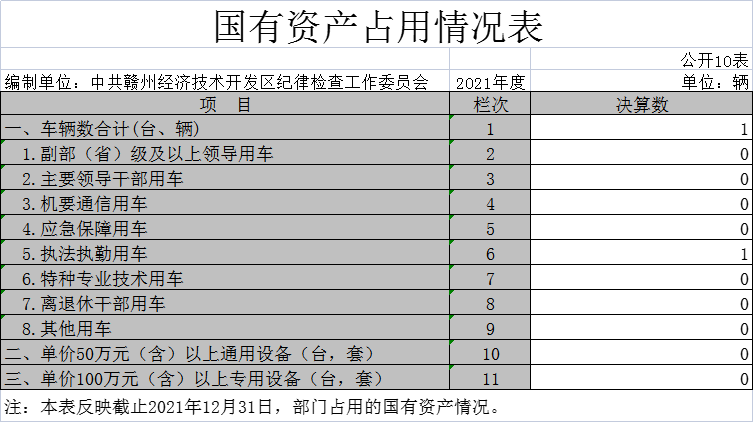 国有资产占用情况表
公开10表
编制单位：中共赣州经济技术开发区纪律检查工作委员会 2021年度 单位：辆
项 目 栏次 决算数
一、车辆数合计(台、辆) 1 1
1.副部（省）级及以上领导用车 2 0
2.主要领导干部用车 3 0
3.机要通信用车 4 0
4.应急保障用车 5 0
5.执法执勤用车 6 1
6.特种专业技术用车 7 0
7.离退休干部用车 8 0
8.其他用车 9 0
二、单价50万元（含）以上通用设备（台，套） 10 0
三、单价100万元（含）以上专用设备（台，套） 11 0
注：本表反映截止2021年12月31日，部门占用的国有资产情况。